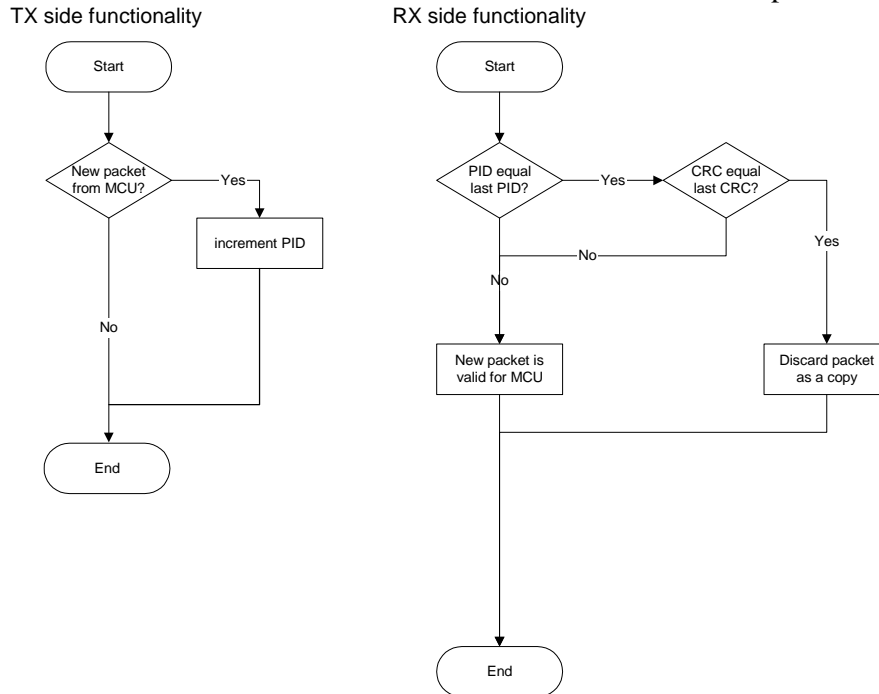 TX side functionality
RX side functionality
Start
New packet
from MCU?
Yes
increment PID
No
End
Start
PID equal
last PID?
Yes
CRC equal
last CRC?
Yes
No
No
New packet is
valid for MCU
Discard packet
as a copy
End